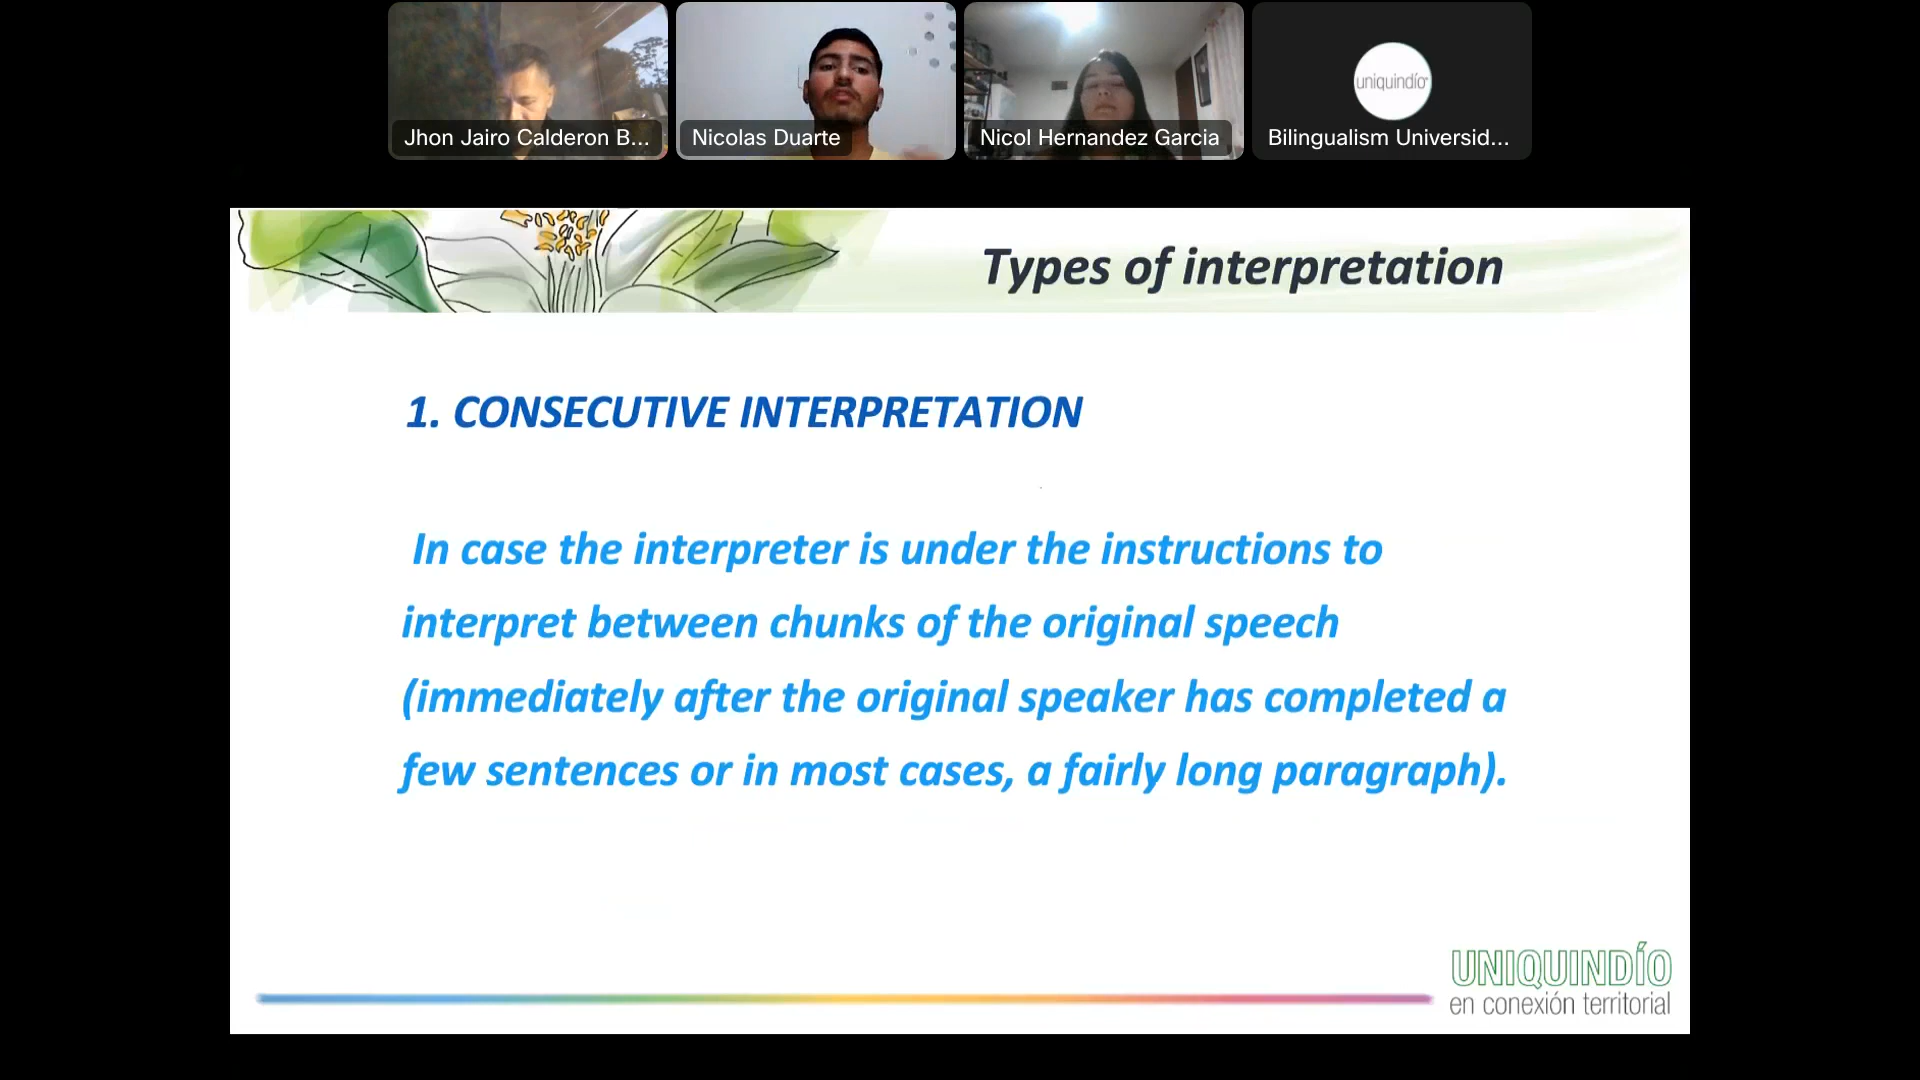 Jhon Jairo Calderon B...
Nicolas Duarte
Nicol Hernandez Garcia
uniquindío
Bilingualism Universid...
Types of interpretation
1. CONSECUTIVE INTERPRETATION
In case the interpreter is under the instructions to
interpret between chunks of the original speech
(immediately after the original speaker has completed a
few sentences or in most cases, a fairly long paragraph).
UNIQUINDÍO
en conexión territorial